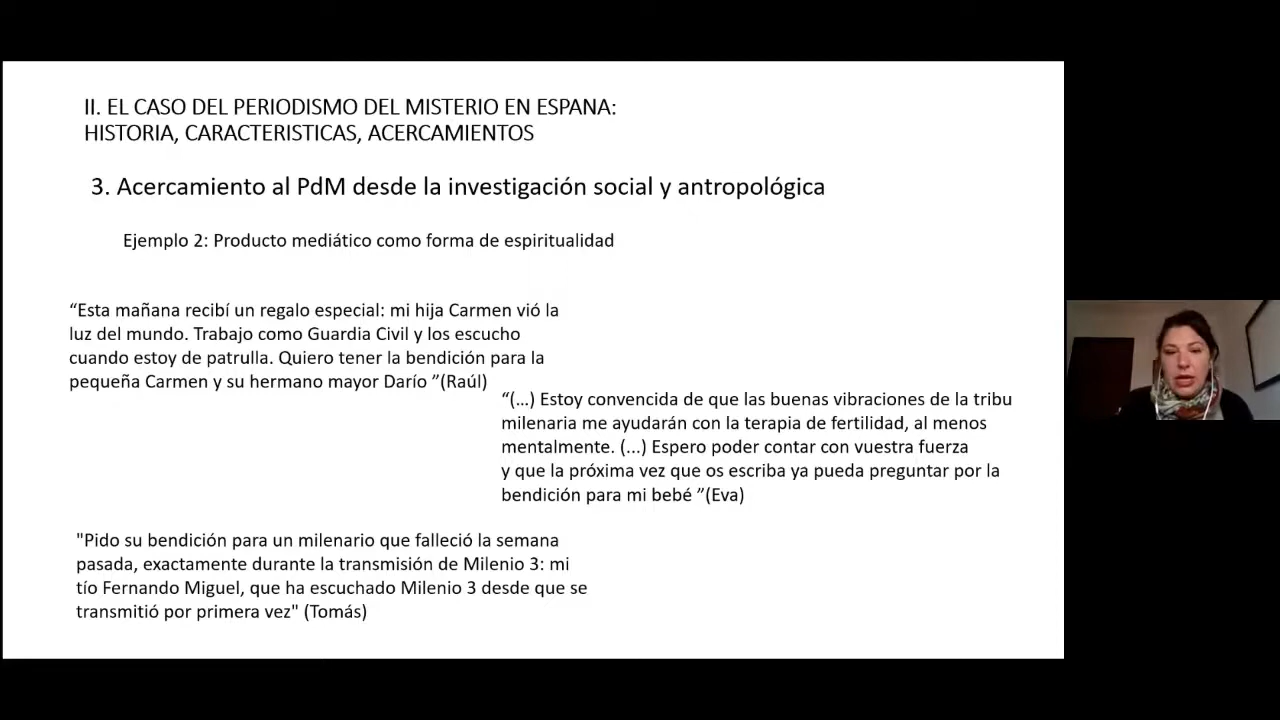 II. EL CASO DEL PERIODISMO DEL MISTERIO EN ESPANA:
HISTORIA, CARACTERISTICAS, ACERCAMIENTOS
3. Acercamiento al PdM desde la investigación social y antropológica
Ejemplo 2: Producto mediático como forma de espiritualidad
“Esta mañana recibí un regalo especial: mi hija Carmen vió la
luz del mundo. Trabajo como Guardia Civil y los escucho
cuando estoy de patrulla. Quiero tener la bendición para la
pequeña Carmen y su hermano mayor Darío ”(Raúl)
“(…) Estoy convencida de que las buenas vibraciones de la tribu
milenaria me ayudarán con la terapia de fertilidad, al menos
mentalmente. (...) Espero poder contar con vuestra fuerza
y que la próxima vez que os escriba ya pueda preguntar por la
bendición para mi bebé ”(Eva)
"Pido su bendición para un milenario que falleció la semana
pasada, exactamente durante la transmisión de Milenio 3: mi
tío Fernando Miguel, que ha escuchado Milenio 3 desde que se
transmitió por primera vez" (Tomás)